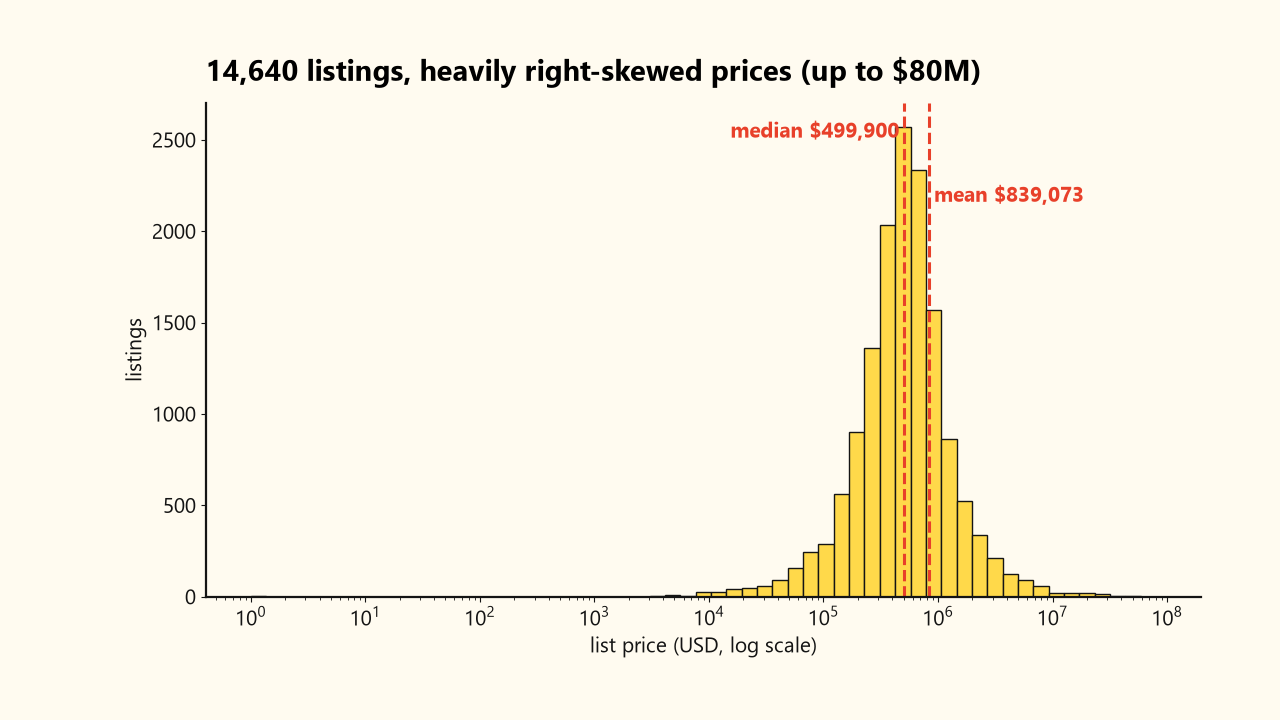 14,640 listings, heavily right-skewed prices (up to $80M)
median $499,900
mean $839,073
listings
2500
2000
1500
1000
500
0
10⁰ 10¹ 10² 10³ 10⁴ 10⁵ 10⁶ 10⁷ 10⁸
list price (USD, log scale)